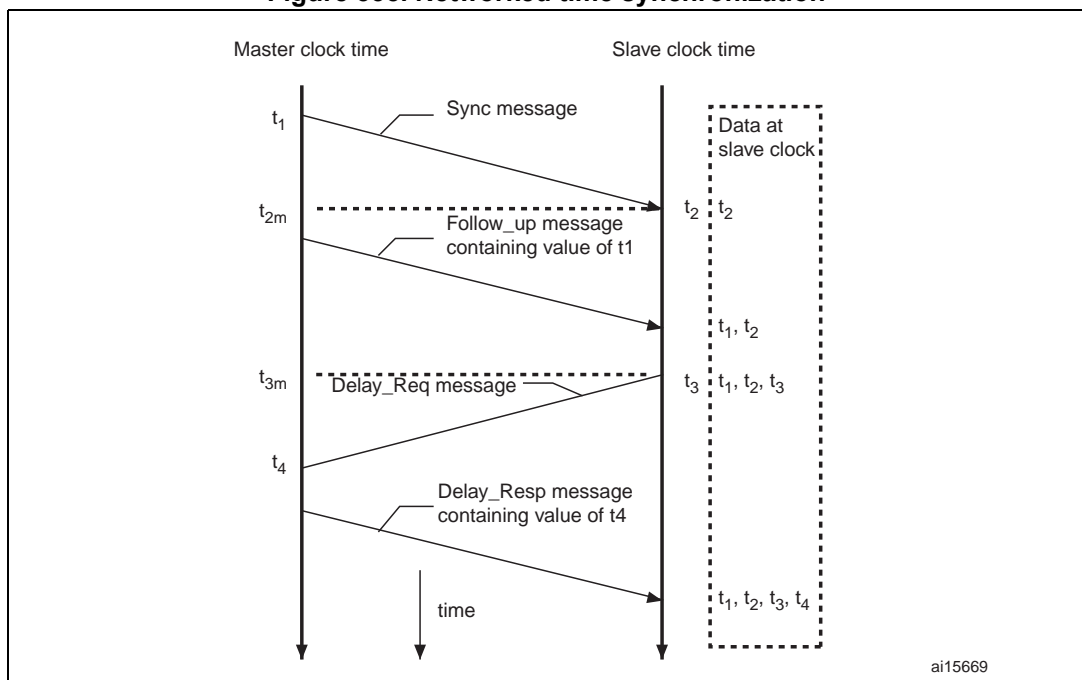 Figure Networked time synchronization
Master clock time
Slave clock time
Sync message
Data at
slave clock
t1
t2m
t2
t2
Follow_up message
containing value of t1
t1, t2
t3m
Delay_Req message
t3
t1, t2, t3
t4
Delay_Resp message
containing value of t4
t1, t2, t3, t4
time
ai15669